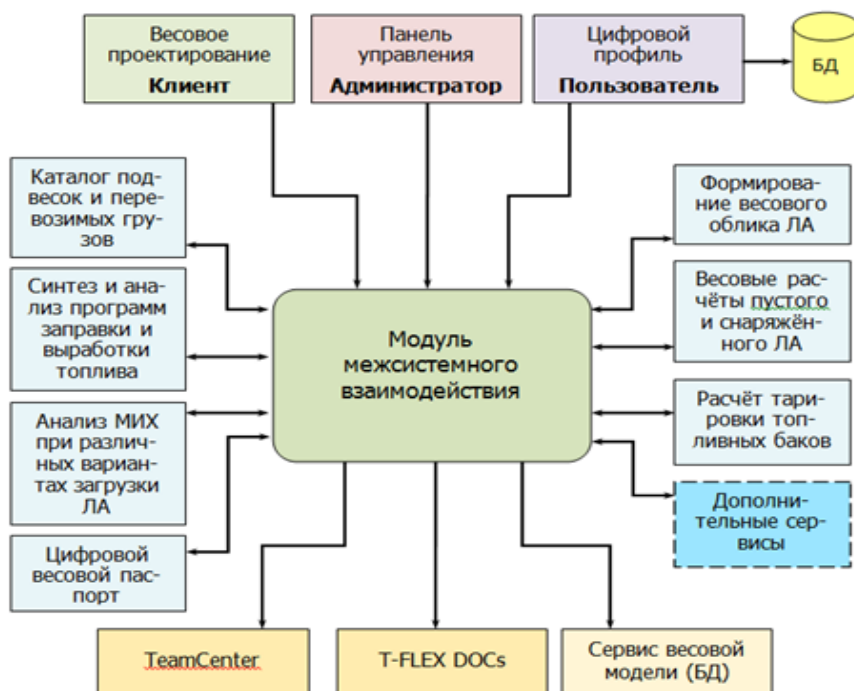 Весовое
проектирование
Клиент
Панель
управления
Администратор
Цифровой
профиль
Пользователь
БД
Каталог под-
весок и пере-
возимых гру-
зов
Синтез и ана-
лиз программ
заправки и
выработки
топлива
Анализ МИХ
при различ-
ных вариан-
тах загрузки
ЛА
Цифровой
весовой пас-
порт
Модуль
межсистемного
взаимодействия
Формирова-
ние весового
облика ЛА
Весовые рас-
чёты пустого
и снаряжён-
ного ЛА
Расчёт тари-
ровки топ-
ливных баков
Дополни-
тельные сер-
висы
TeamCenter
T-FLEX DOCs
Сервис весовой
модели (БД)